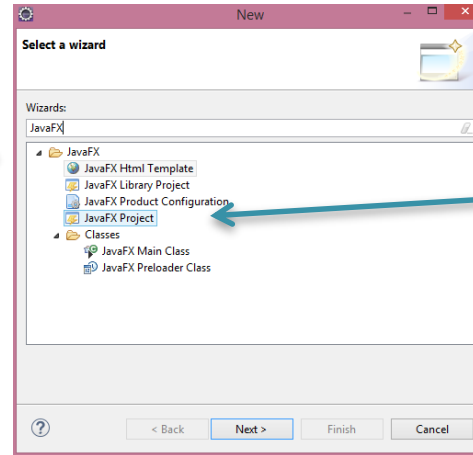 New
Select a wizard
Wizards:
JavaFX
JavaFX
JavaFX Html Template
JavaFX Library Project
JavaFX Product Configuration
JavaFX Project
Classes
JavaFX Main Class
JavaFX Preloader Class
? < Back Next > Finish Cancel